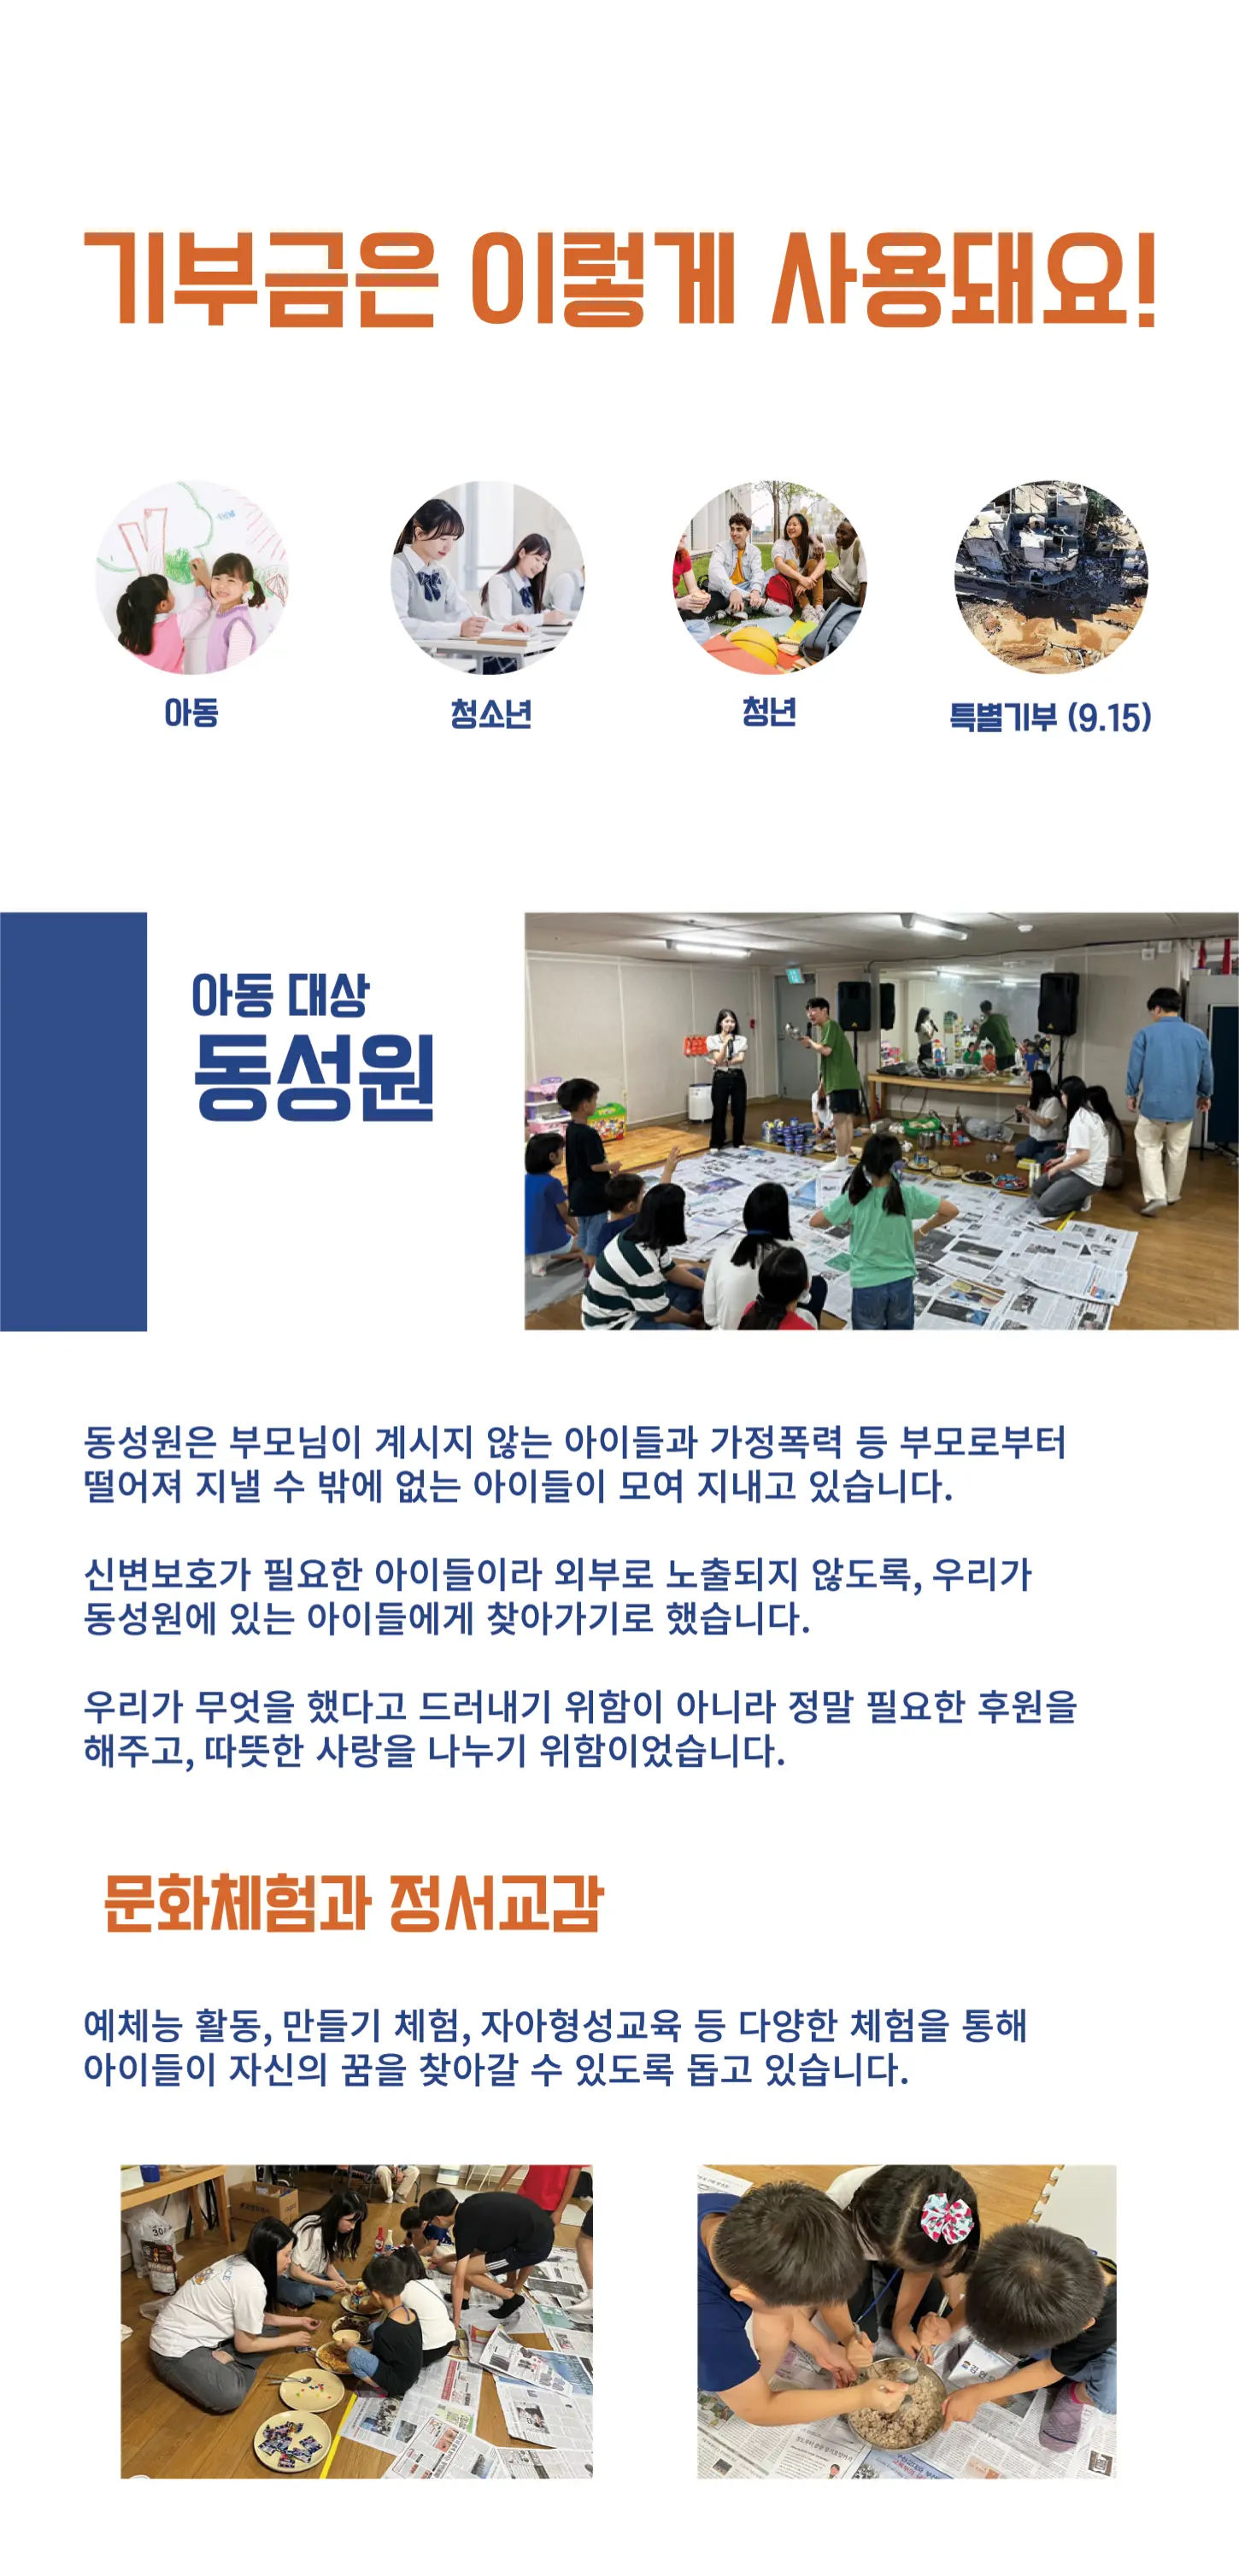 기부금은 이렇게 사용돼요!
아동
청소년
청년
특별기부 (9.15)
아동 대상
동성원
동성원은 부모님이 계시지 않는 아이들과 가정폭력 등 부모로부터
떨어져 지낼 수 밖에 없는 아이들이 모여 지내고 있습니다.
신변보호가 필요한 아이들이라 외부로 노출되지 않도록, 우리가
동성원에 있는 아이들에게 찾아가기로 했습니다.
우리가 무엇을 했다고 드러내기 위함이 아니라 정말 필요한 후원을
해주고, 따뜻한 사랑을 나누기 위함이었습니다.
문화체험과 정서교감
예체능 활동, 만들기 체험, 자아형성교육 등 다양한 체험을 통해
아이들이 자신의 꿈을 찾아갈 수 있도록 돕고 있습니다.